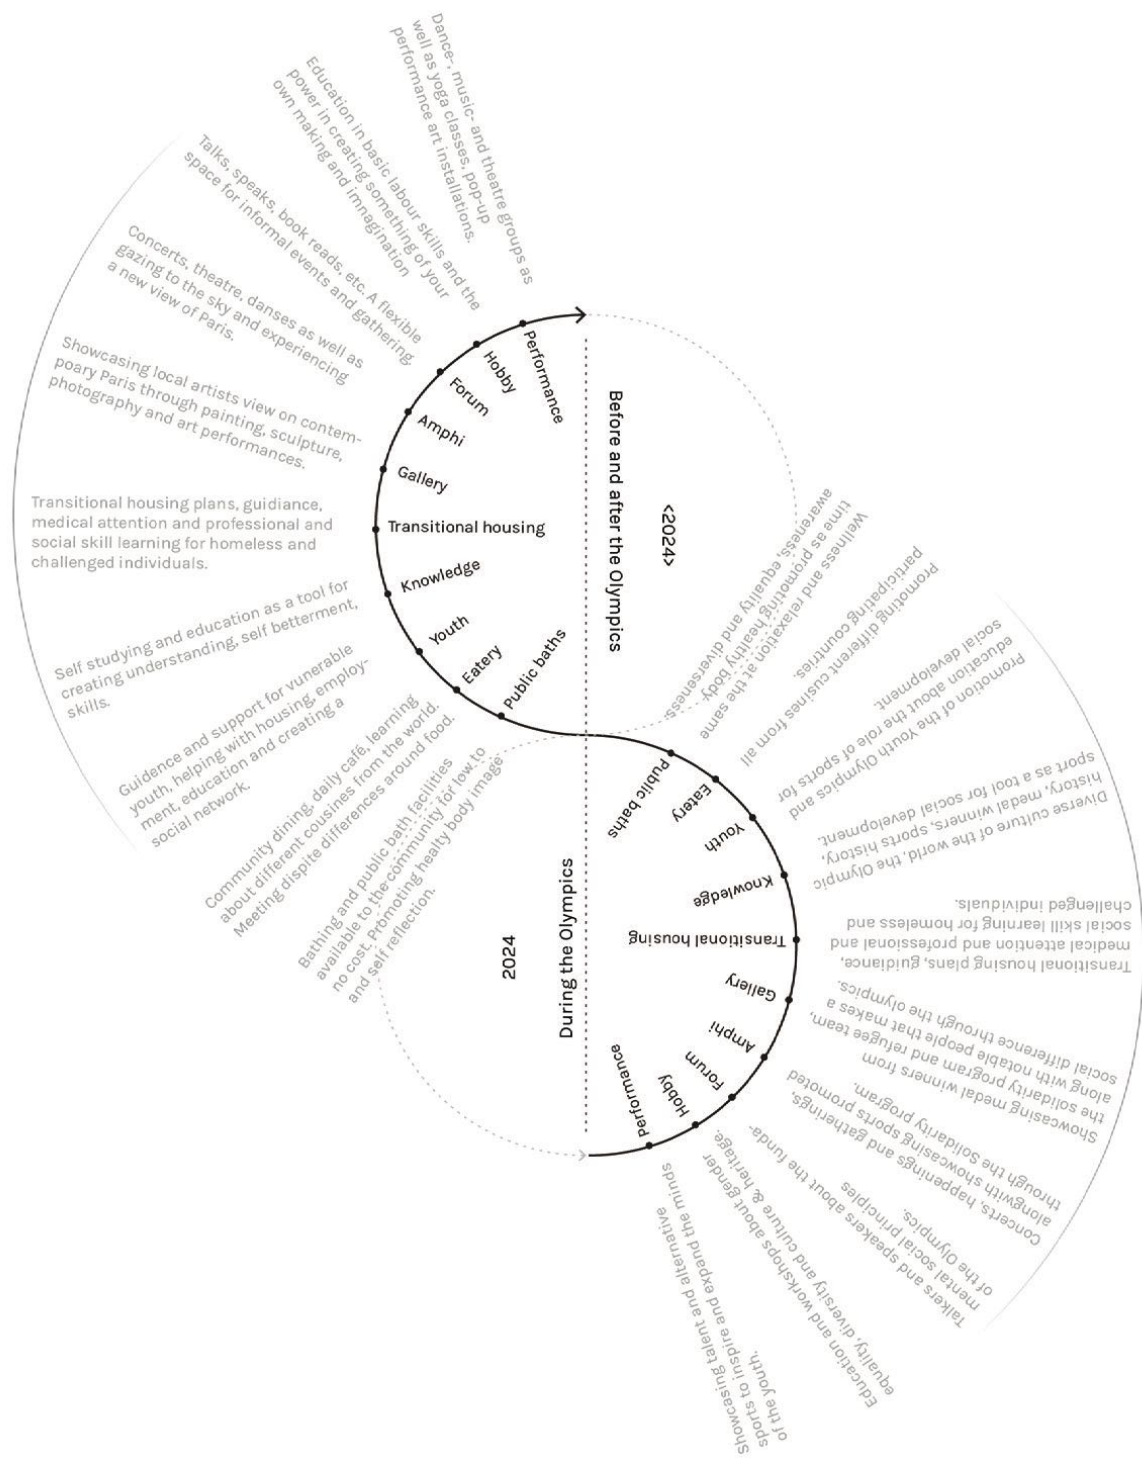 Dance-, music- and theatre groups as
well as yoga classes, pop-up
performance art installations.
Education in basic labour skills and the
power in creating something of your
own making and immagination
Talks, speaks, book reads, etc. A flexible
space for informal events and gathering.
Concerts, theatre, danses as well as
gazing to the sky and experiencing
a new view of Paris.
Showcasing local artists view on contem-
poary Paris through painting, sculpture,
photography and art performances.
Transitional housing plans, guidiance,
medical attention and professional and
social skill learning for homeless and
challenged individuals.
Self studying and education as a tool for
creating understanding, self betterment,
skills.
Guidence and support for vunerable
youth, helping with housing, employ-
ment, education and creating a
social network.
Community dining, daily café, learning
about different cousines from the world.
Meeting dispite differences around food.
Bathing and public bath facilities
available to the community for low to
no cost. Promoting healty body image
and self reflection.
Performance
Hobby
Forum
Amphi
Gallery
Transitional housing
Knowledge
Youth
Eatery
Public baths
Before and after the Olympics
<2024>
During the Olympics
2024
Public baths
Eatery
Youth
Knowledge
Transitional housing
Gallery
Amphi
Forum
Hobby
Performance
Wellness and relaxation at the same
time as promoting healthy body
awareness, equality and diverseness
Promoting different cusines from all
participating countries.
Promotion of the Youth Olympics and
education about the role of sports for
social development.
Diverse culture of the world, the Olympic
history, medal winners, sports history,
sport as a tool for social development.
Transitional housing plans, guidiance,
medical attention and professional and
social skill learning for homeless and
challenged individuals.
Showcasing medal winners from
the solidarity program and refugee team,
along with notable people that makes a
social difference through the olympics.
Concerts, happenings and gatherings,
alongwith showcasing sports promoted
through the Solidarity program.
Talkers and speakers about the funda-
mental social principles
of the Olympics.
Education and workshops about gender
equality, diversity and culture & heritage.
Showcasing talent and alternative
sports to inspire and expand the minds
of the youth.